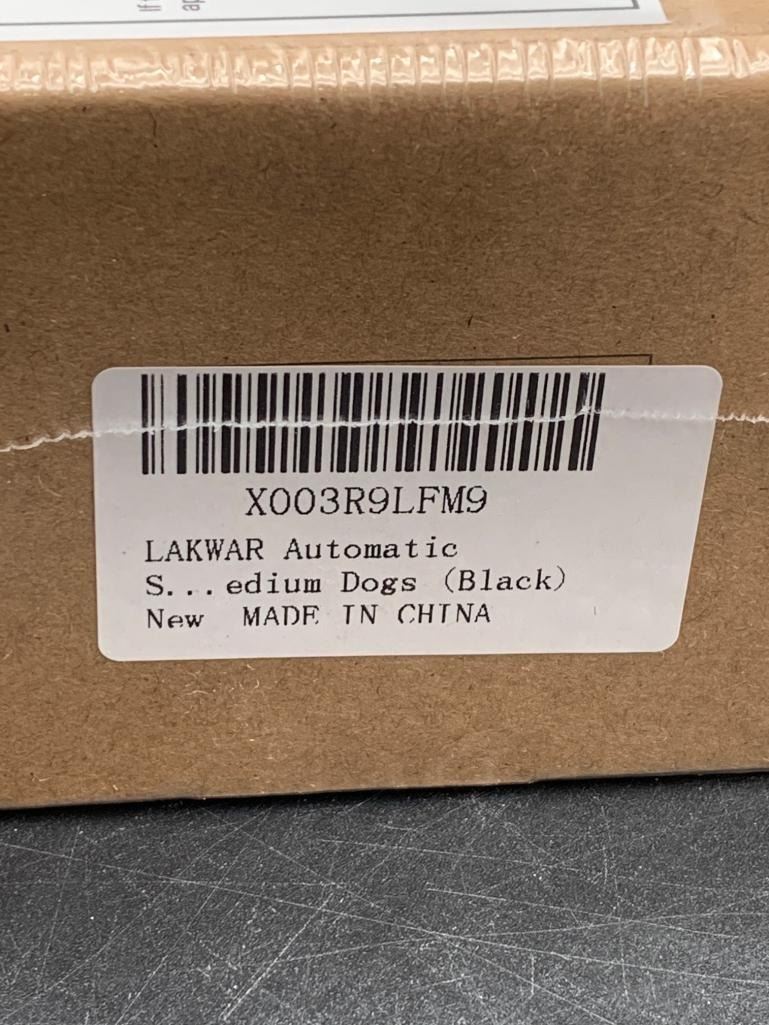 X003R9LFM9
LAKWAR Automatic
S...edium Dogs (Black)
New MADE IN CHINA